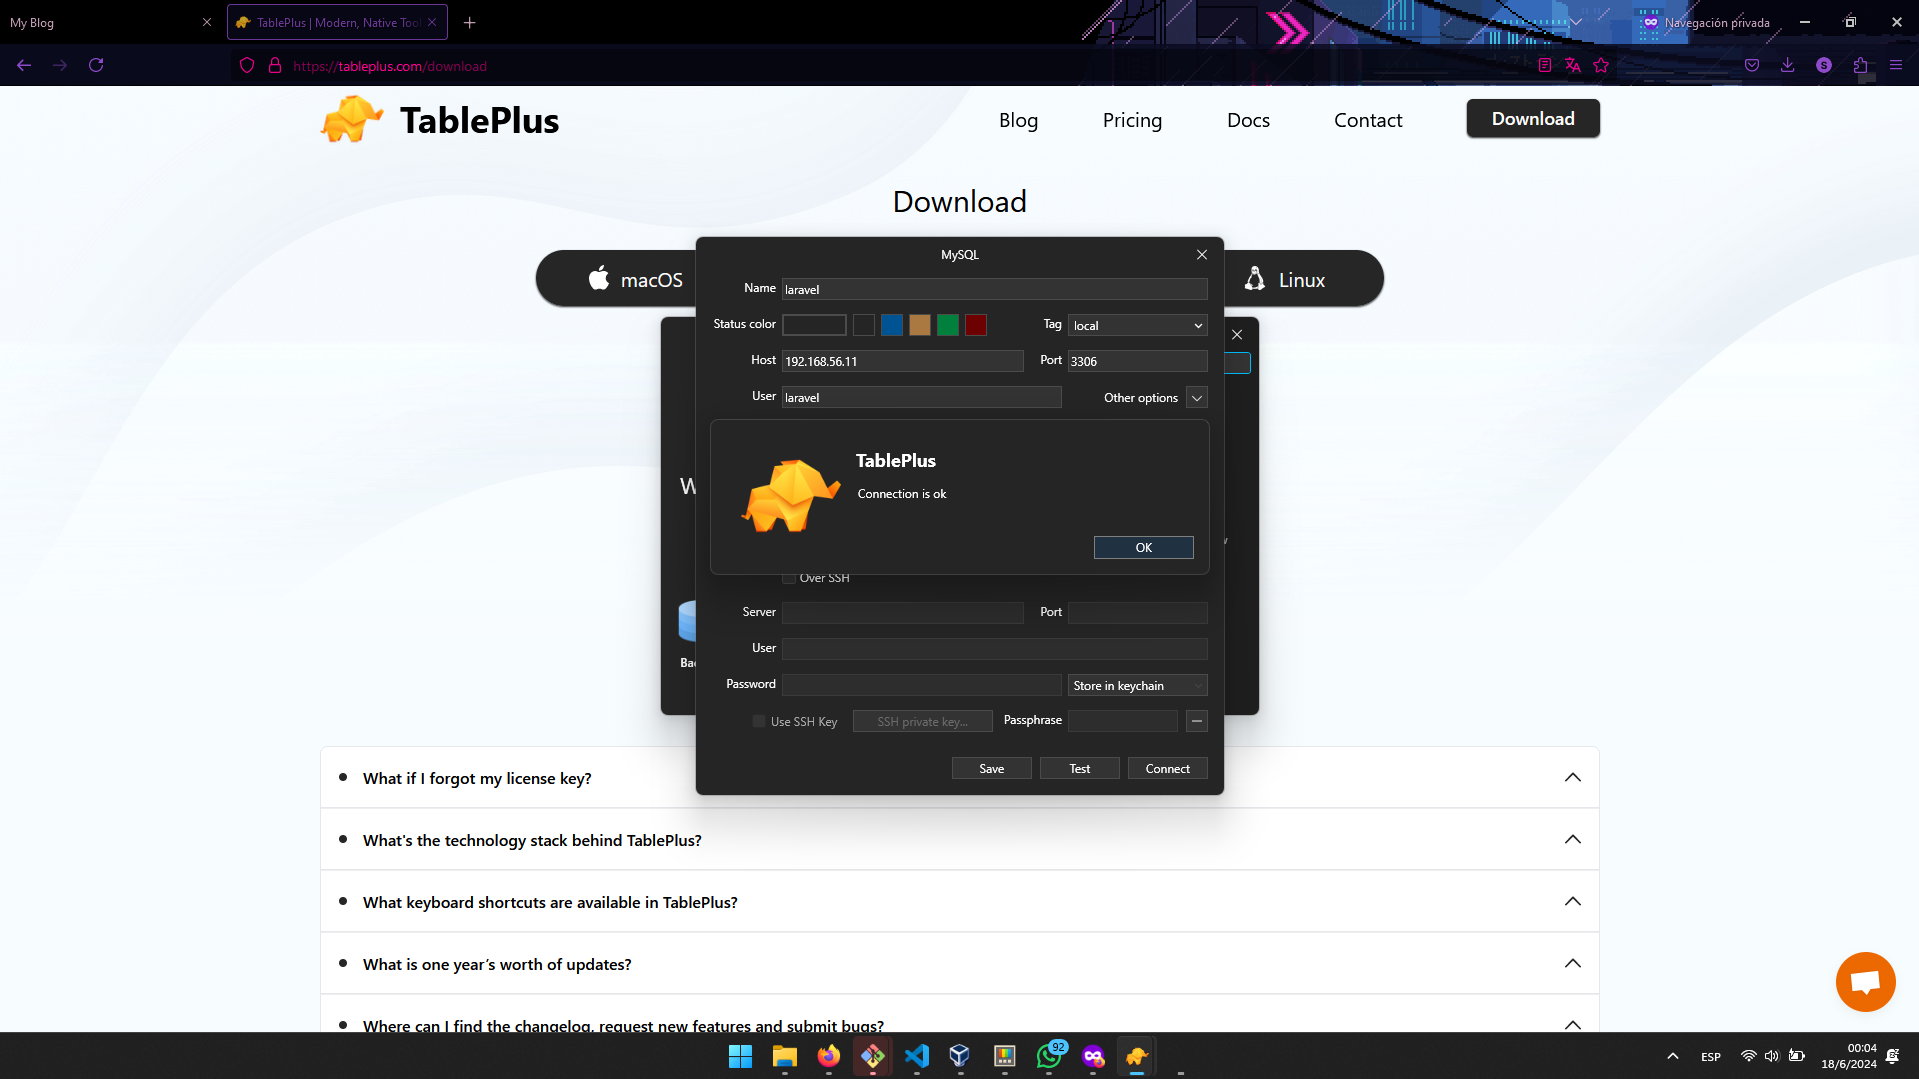 My Blog
TablePlus | Modern, Native Tool
Navegación privada
https://tableplus.com/download
S
TablePlus
Blog
Pricing
Docs
Contact
Download
Download
macOS
Linux
MySQL
Name
laravel
Status color
Tag
local
Host
192.168.56.11
Port
3306
User
laravel
Other options
W
TablePlus
Connection is ok
OK
Over SSH
Server
Port
User
Bac
Password
Store in keychain
Use SSH Key
SSH private key...
Passphrase
Save
Test
Connect
What if I forgot my license key?
What's the technology stack behind TablePlus?
What keyboard shortcuts are available in TablePlus?
What is one year’s worth of updates?
Where can I find the changelog, request new features and submit bugs?
92
ESP
00:04
18/6/2024